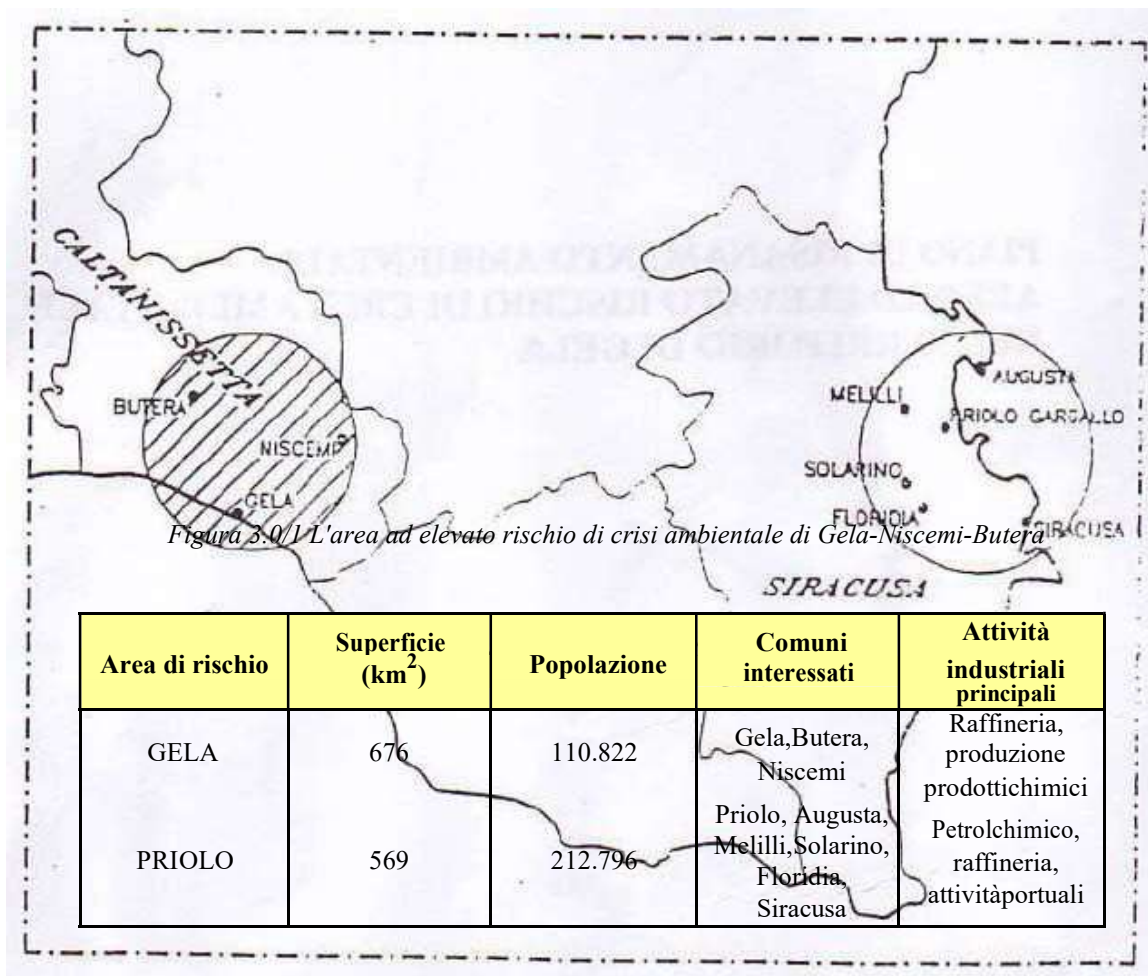 CALTANISSETTA
BUTERA
NISCEMI
GELA
AUGUSTA
MELILLI
PRIOLO GARGALLO
SOLARINO
FLORIDIA
SIRACUSA
Figura 3.0/1 L'area ad elevato rischio di crisi ambientale di Gela-Niscemi-Butera
SIRACUSA
Area di rischio
Superficie
(km²)
Popolazione
Comuni
interessati
Attività
industriali
principali
GELA
676
110.822
Gela,Butera,
Niscemi
Raffineria,
produzione
prodottichimici
PRIOLO
569
212.796
Priolo, Augusta,
Melilli,Solarino,
Floridia,
Siracusa
Petrolchimico,
raffineria,
attivitàportuali